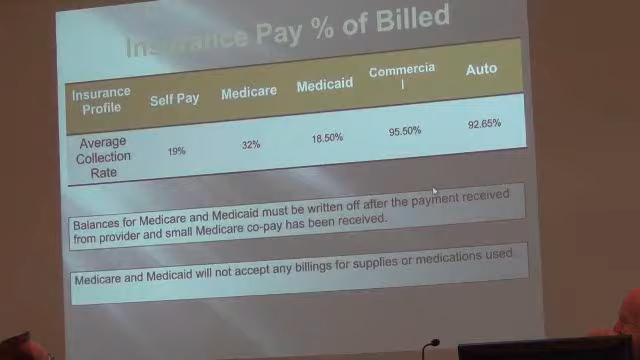 Insurance Pay % of Billed
Insurance Profile Self Pay Medicare Medicaid Commercial Auto
Average Collection Rate 19% 32% 18.50% 95.50% 92.65%
Balances for Medicare and Medicaid must be written off after the payment received
from provider and small Medicare co-pay has been received.
Medicare and Medicaid will not accept any billings for supplies or medications used.